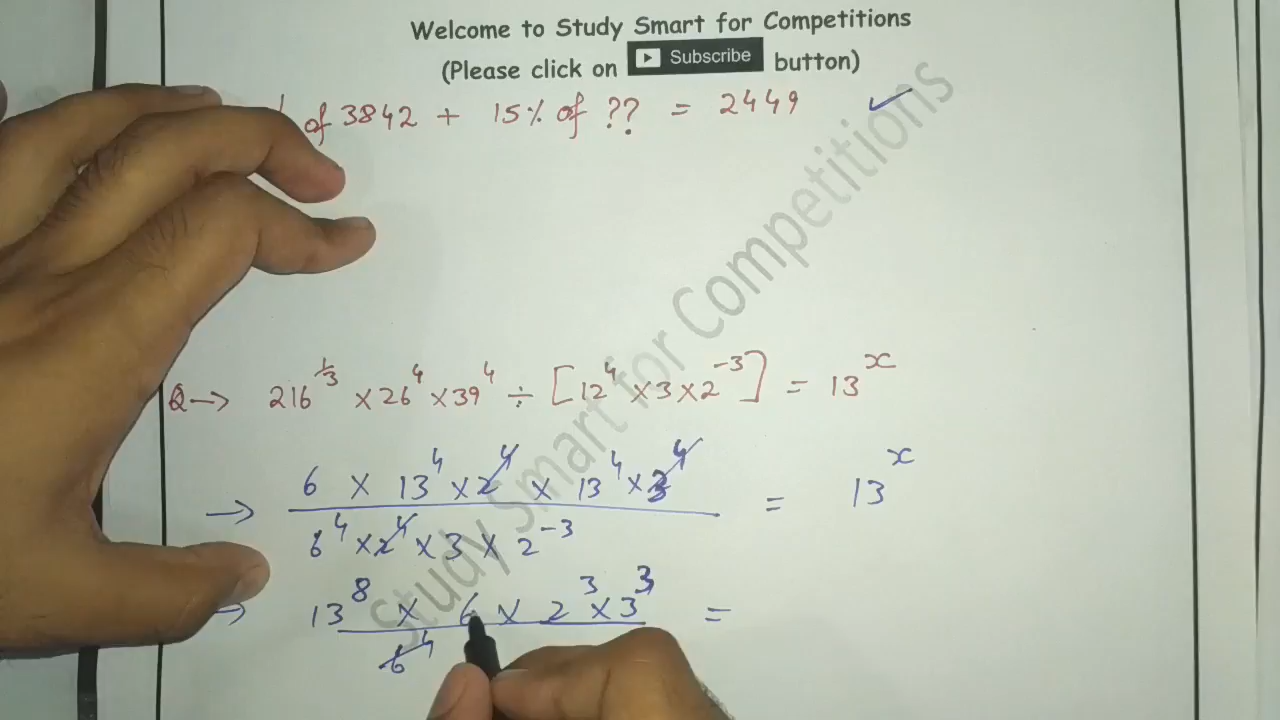 Welcome to Study Smart for Competitions
(Please click on Subscribe button)
of 3842 + 15% of ?? = 2449 ✓
Q → 216^1/3 × 26^4 × 39^4 ÷ [12^4 × 3 × 2^-3] = 13^x
→ 6 × 13^4 × 2^4 × 13^4 × 3^4 / 6^4 × 2^4 × 3 × 2^-3 = 13^x
→ 13^8 × 6 × 2^3 × 3^3 / 6^4 =
Study Smart for Competitions